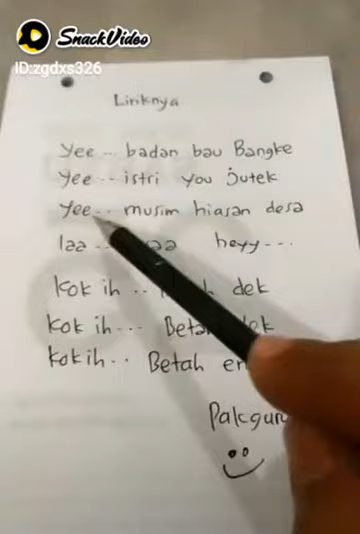 SnackVideo
ID:zgdxs326
Liriknya
Yee ... badan bau Bangke
Yee ... istri you Jutek
Yee... musim hiasan desa
laa ... heyy...
Kok ih ... dek
Kok ih... Betah
Kokih.. Betah